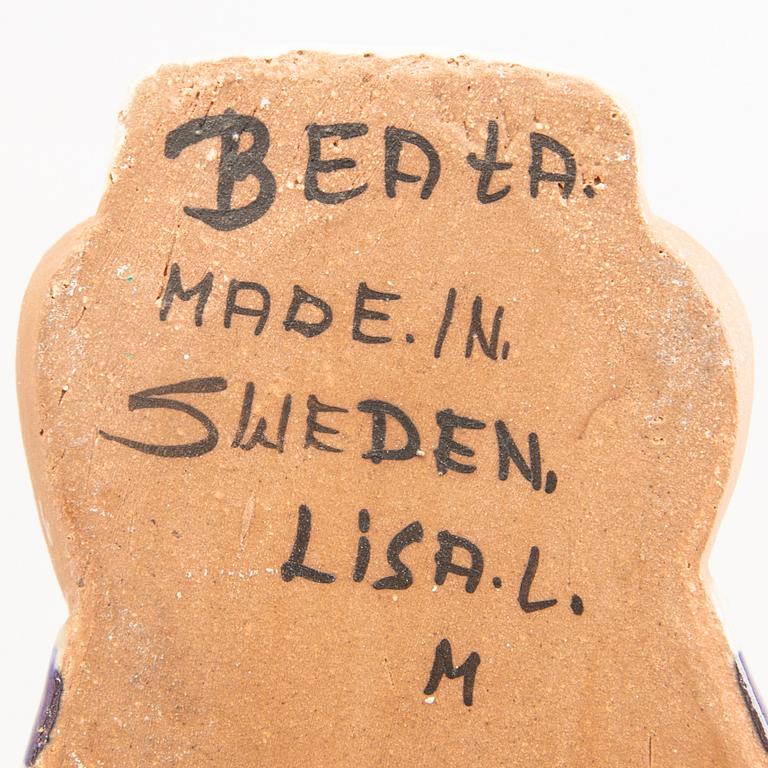 BEAtA.
MADE. IN.
SWEDEN.
LiSA. L.
M